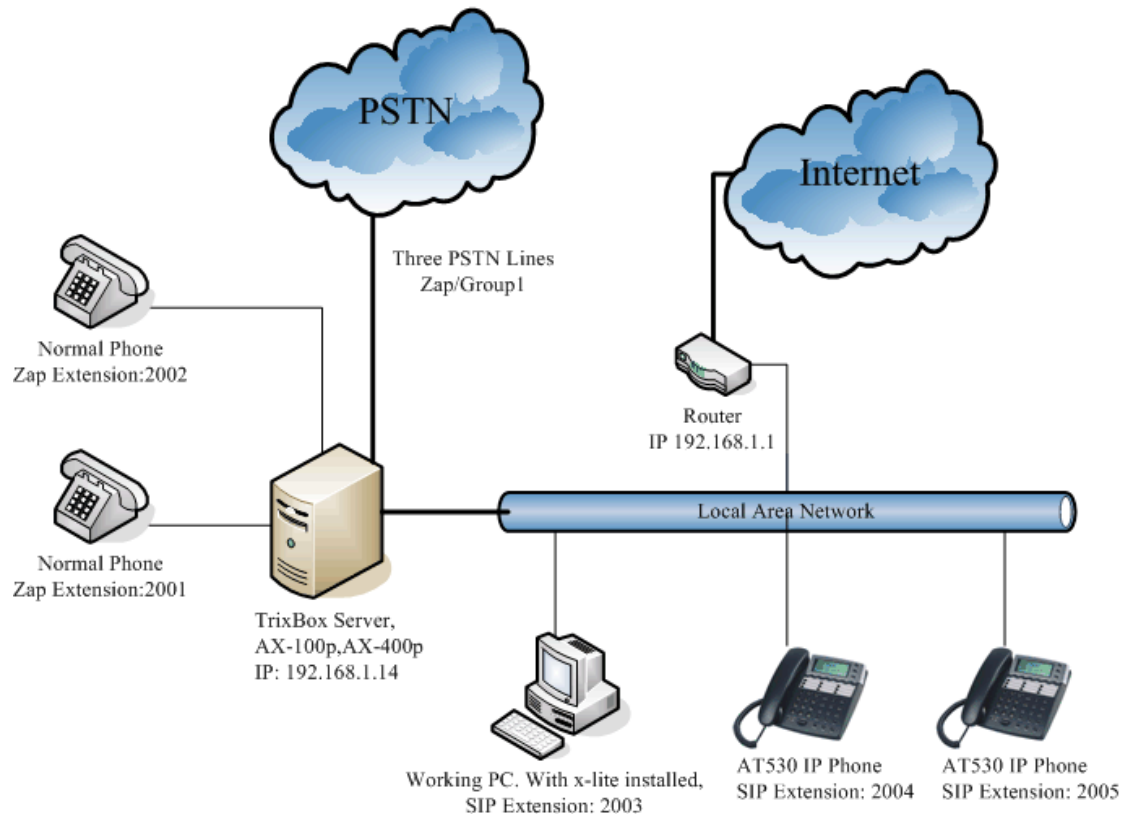 PSTN
Internet
Three PSTN Lines
Zap/Group1
Normal Phone
Zap Extension:2002
Router
IP 192.168.1.1
Local Area Network
Normal Phone
Zap Extension:2001
TrixBox Server,
AX-100p,AX-400p
IP: 192.168.1.14
Working PC. With x-lite installed,
SIP Extension: 2003
AT530 IP Phone
SIP Extension: 2004
AT530 IP Phone
SIP Extension: 2005